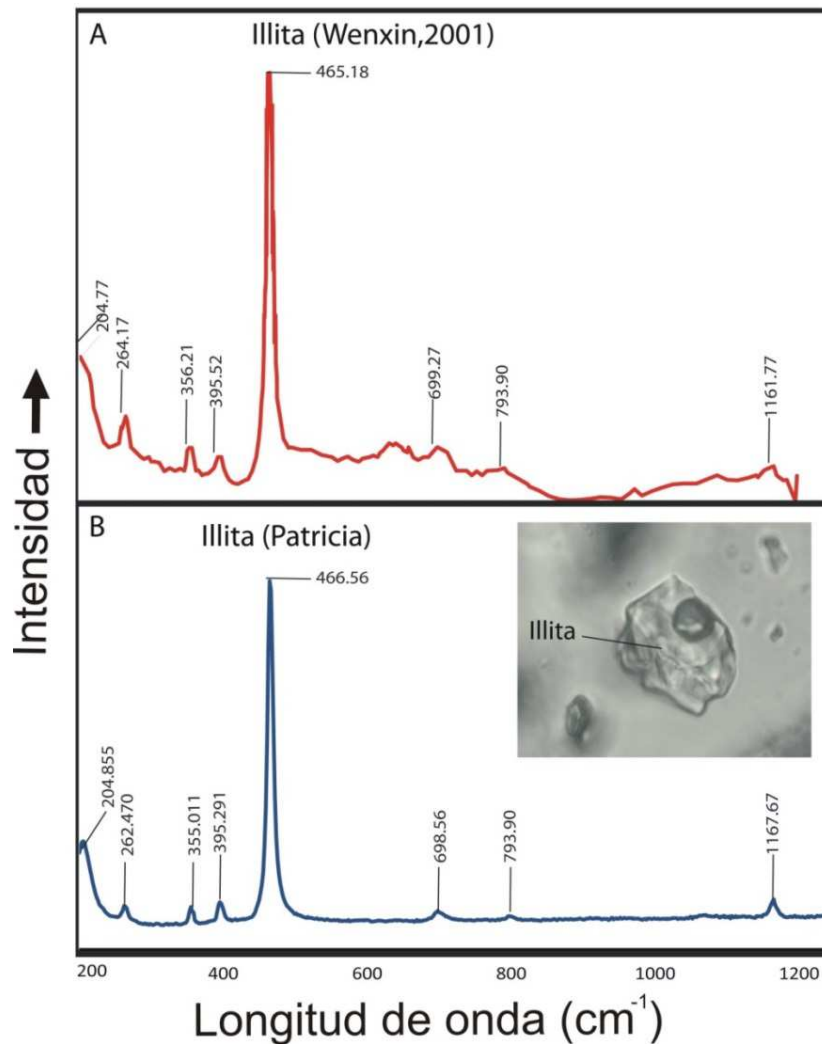 A
Illita (Wenxin,2001)
465.18
204.77
264.17
356.21
395.52
699.27
793.90
1161.77
B
Illita (Patricia)
466.56
Illita
204.855
262.470
355.011
395.291
698.56
793.90
1167.67
Intensidad
200 400 600 800 1000 1200
Longitud de onda (cm⁻¹)